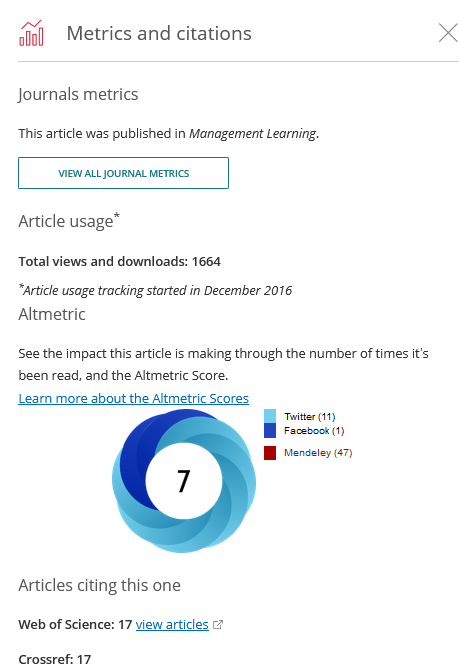 Metrics and citations
Journals metrics
This article was published in Management Learning.
VIEW ALL JOURNAL METRICS
Article usage*
Total views and downloads: 1664
*Article usage tracking started in December 2016
Altmetric
See the impact this article is making through the number of times it's
been read, and the Altmetric Score.
Learn more about the Altmetric Scores
Twitter (11)
Facebook (1)
Mendeley (47)
7
Articles citing this one
Web of Science: 17 view articles
Crossref: 17